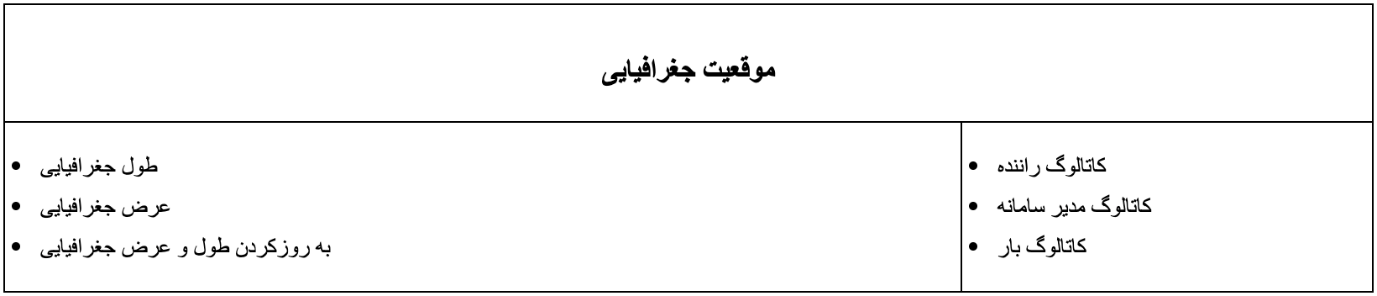 موقعیت جغرافیایی
طول جغرافیایی
عرض جغرافیایی
به روزکردن طول و عرض جغرافیایی
کاتالوگ راننده
کاتالوگ مدیر سامانه
کاتالوگ بار